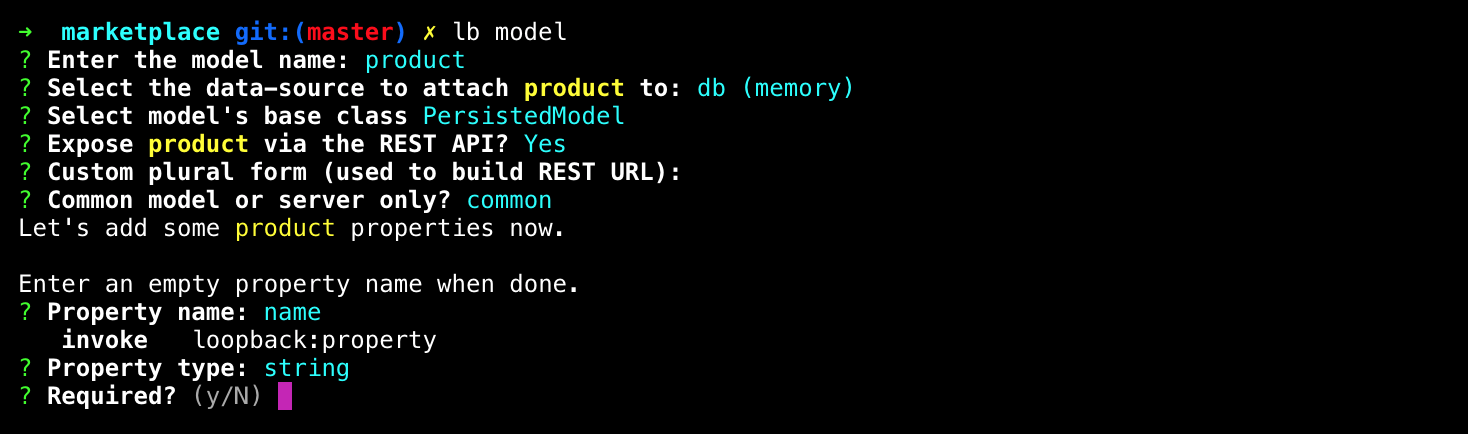 ➜  marketplace git:(master) ✗ lb model
? Enter the model name: product
? Select the data-source to attach product to: db (memory)
? Select model's base class PersistedModel
? Expose product via the REST API? Yes
? Custom plural form (used to build REST URL):
? Common model or server only? common
Let's add some product properties now.

Enter an empty property name when done.
? Property name: name
   invoke   loopback:property
? Property type: string
? Required? (y/N)